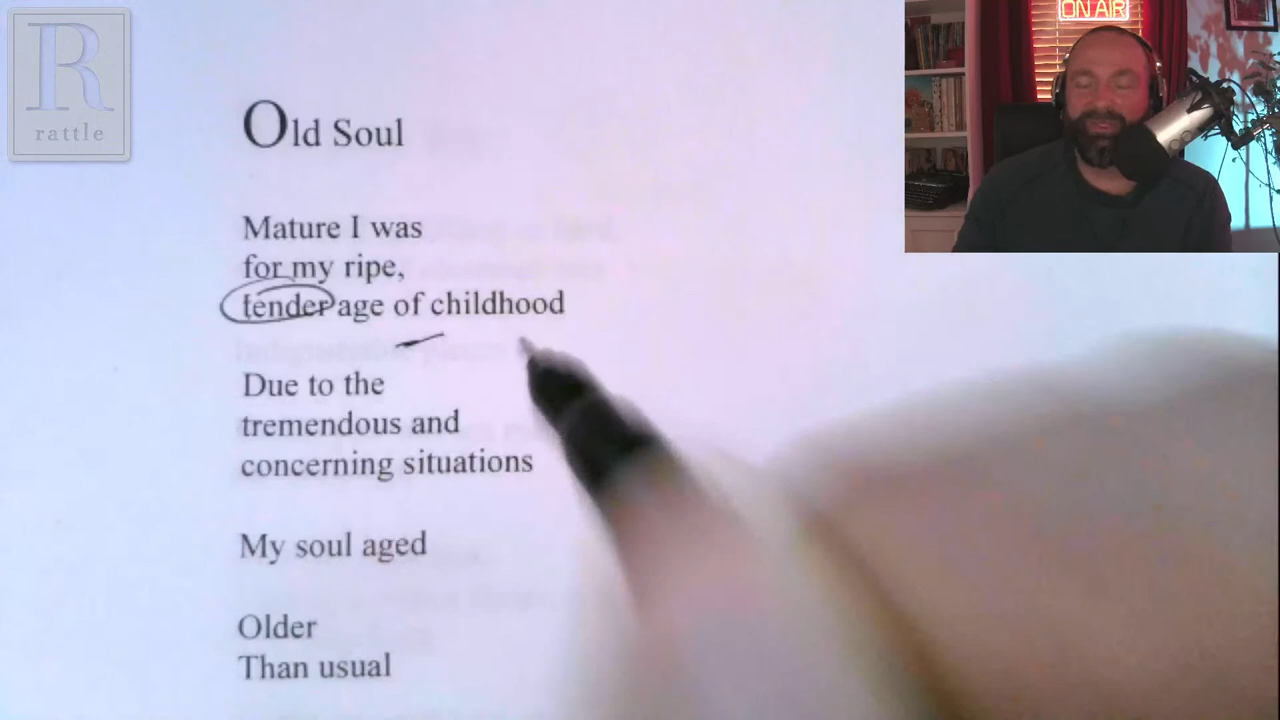 R
rattle
ON AIR
Old Soul
Mature I was
for my ripe,
tender age of childhood
Due to the
tremendous and
concerning situations
My soul aged
Older
Than usual